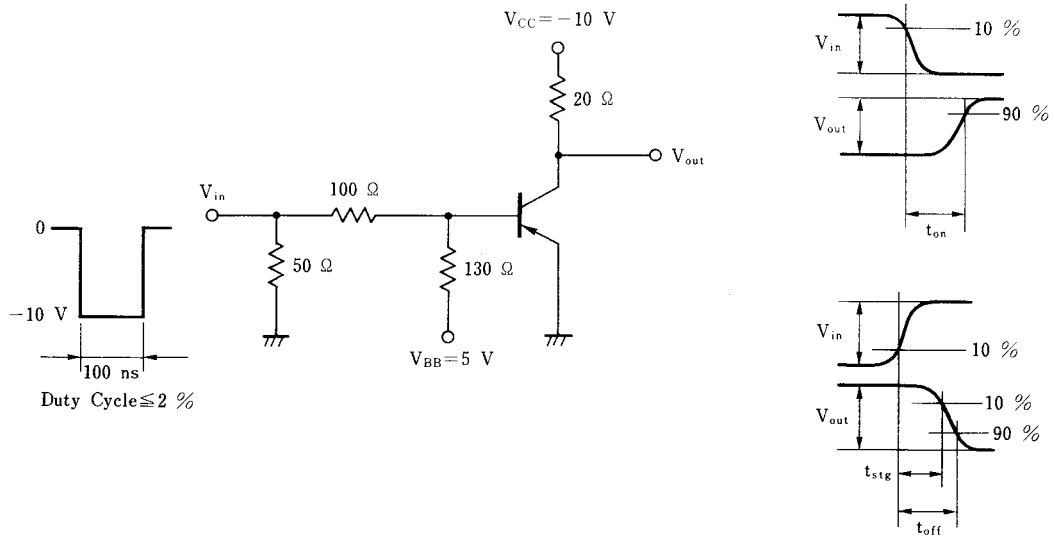 V_CC=−10 V
20 Ω
V_out
V_in
100 Ω
50 Ω
130 Ω
V_BB=5 V
0
−10 V
100 ns
Duty Cycle≦2 %
V_in
10 %
V_out
90 %
t_on
V_in
10 %
V_out
10 %
90 %
t_stg
t_off